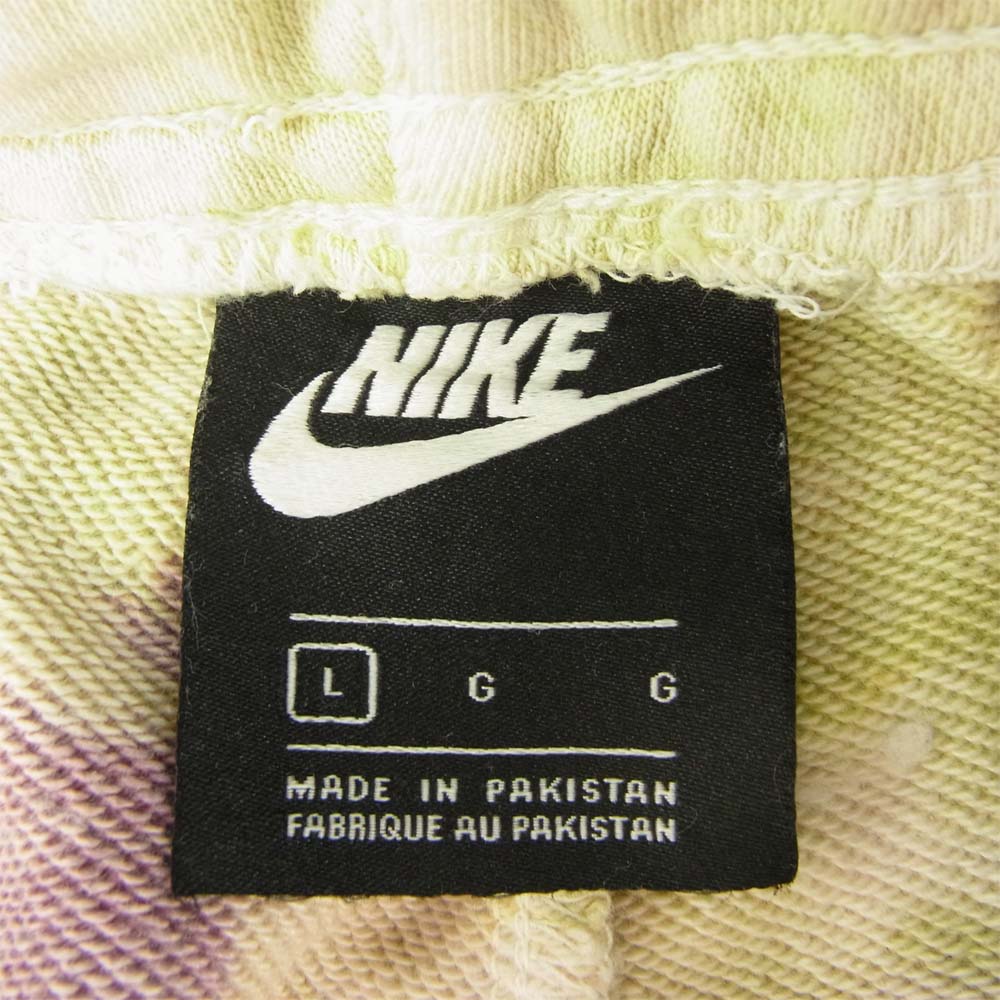 NIKE
L G G
MADE IN PAKISTAN
FABRIQUE AU PAKISTAN